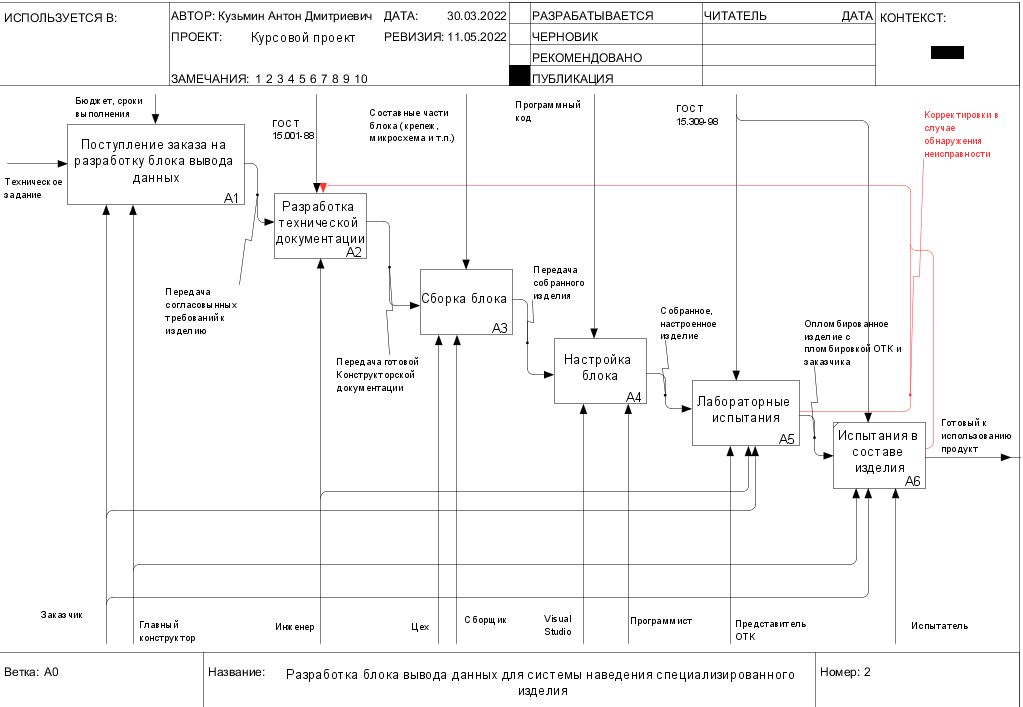 ИСПОЛЬЗУЕТСЯ В:
АВТОР: Кузьмин Антон Дмитриевич
ДАТА: 30.03.2022
ПРОЕКТ: Курсовой проект
РЕВИЗИЯ: 11.05.2022
ЗАМЕЧАНИЯ: 1 2 3 4 5 6 7 8 9 10
РАЗРАБАТЫВАЕТСЯ
ЧЕРНОВИК
РЕКОМЕНДОВАНО
ПУБЛИКАЦИЯ
ЧИТАТЕЛЬ
ДАТА
КОНТЕКСТ:
Бюджет, сроки
выполнения
Техническое
задание
Поступление заказа на
разработку блока вывода
данных
A1
ГОСТ
15.001-88
Составные части
блока (крепеж,
микросхема и т.п.)
Программный
код
ГОСТ
15.309-98
Корректировки в
случае
обнаружения
неисправности
Разработка
технической
документации
A2
Передача
согласовынных
требований к
изделию
Сборка блока
A3
Передача
собранного
изделия
Передача готовой
Конструкторской
документации
Настройка
блока
A4
Собранное,
настроенное
изделие
Лабораторные
испытания
A5
Опломбированное
изделие с
пломбировкой ОТК и
заказчика
Испытания в
составе
изделия
A6
Готовый к
использованию
продукт
Заказчик
Главный
конструктор
Инженер
Цех
Сборщик
Visual
Studio
Программист
Представитель
ОТК
Испытатель
Ветка: A0
Название:
Разработка блока вывода данных для системы наведения специализированного
изделия
Номер: 2